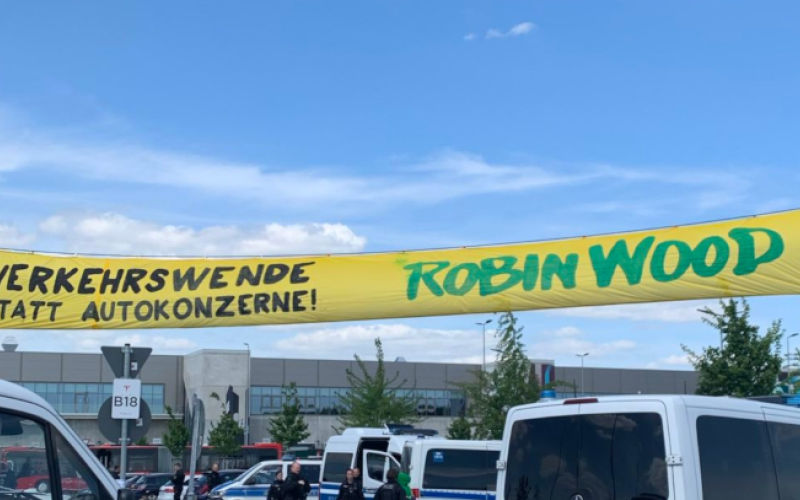 VERKEHRSWENDE
STATT AUTOKONZERNE!
ROBIN WOOD
B18